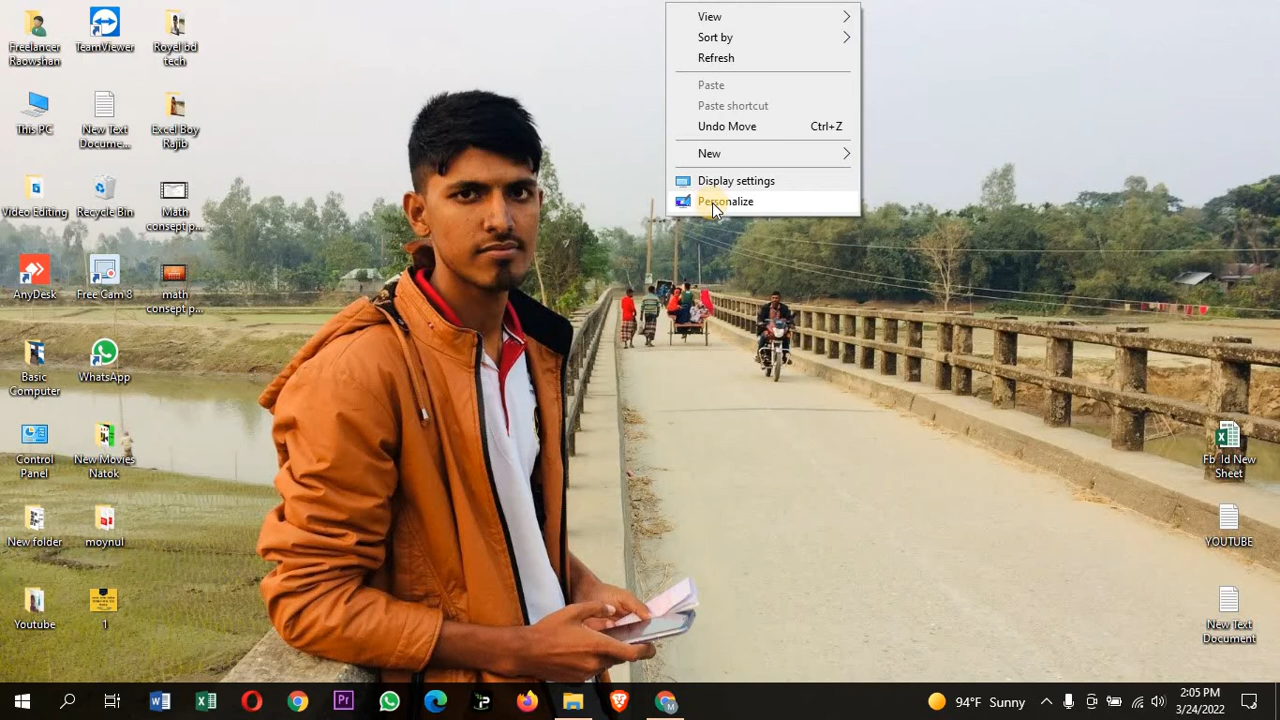 Freelancer
Raowshan
TeamViewer
Royel bd
tech
This PC
New Text
Docume...
Excel Boy
Rajib
Video Editing
Recycle Bin
Math
consept p...
AnyDesk
Free Cam 8
math
consept p...
Basic
Computer
WhatsApp
Control
Panel
New Movies
Natok
New folder
moynul
Youtube
1
View
Sort by
Refresh
Paste
Paste shortcut
Undo Move Ctrl+Z
New
Display settings
Personalize
Fb Id New
Sheet
YOUTUBE
New Text
Document
94°F Sunny
2:05 PM
3/24/2022